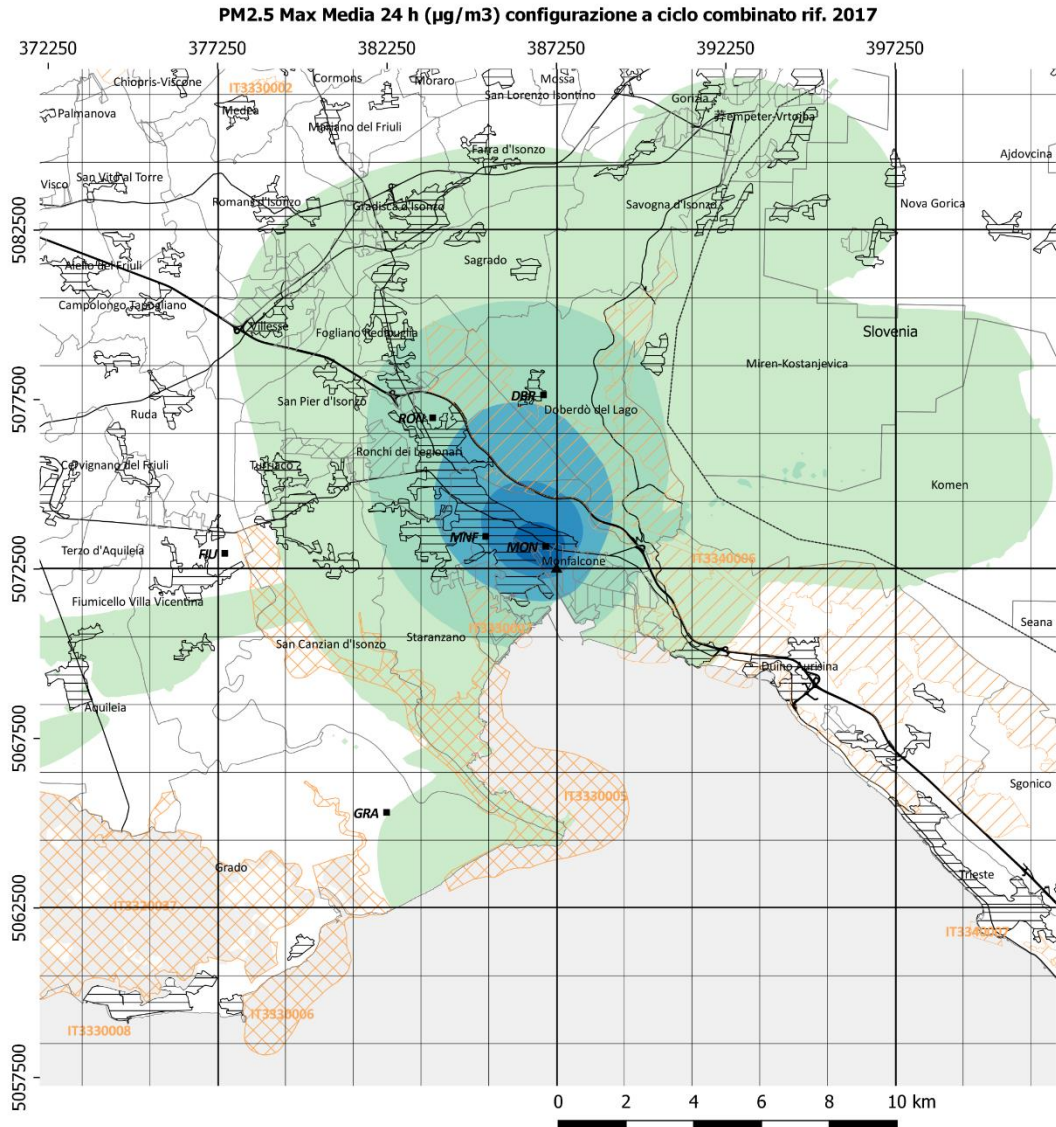 PM2.5 Max Media 24 h (µg/m3) configurazione a ciclo combinato rif. 2017
372250 377250 382250 387250 392250 397250
Chiopris-Viscone
Cormons
Moraro
Mossa
IT3330002
San Lorenzo Isontino
Gorizia
Palmanova
Medea
Mariano del Friuli
Farra d'Isonzo
Ajdovcina
San Vito al Torre
Visco
Romans d'Isonzo
Gradisca d'Isonzo
Savogna d'Isonzo
Nova Gorica
5082500
Sagrado
Aiello del Friuli
Campolongo Tapogliano
Villesse
Fogliano Redipuglia
Slovenia
Miren-Kostanjevica
5077500
San Pier d'Isonzo
DBR
Doberdò del Lago
Ruda
RON
Ronchi dei Legionari
Cervignano del Friuli
Turriaco
Komen
MNF
MON
Terzo d'Aquileia
FIU
Monfalcone
IT3340006
5072500
Fiumicello Villa Vicentina
Seana
Staranzano
San Canzian d'Isonzo
Duino Aurisina
Aquileia
5067500
Sgonico
IT3330005
GRA
Grado
Trieste
IT3330037
5062500
IT3330006
IT3330008
5057500
0 2 4 6 8 10 km